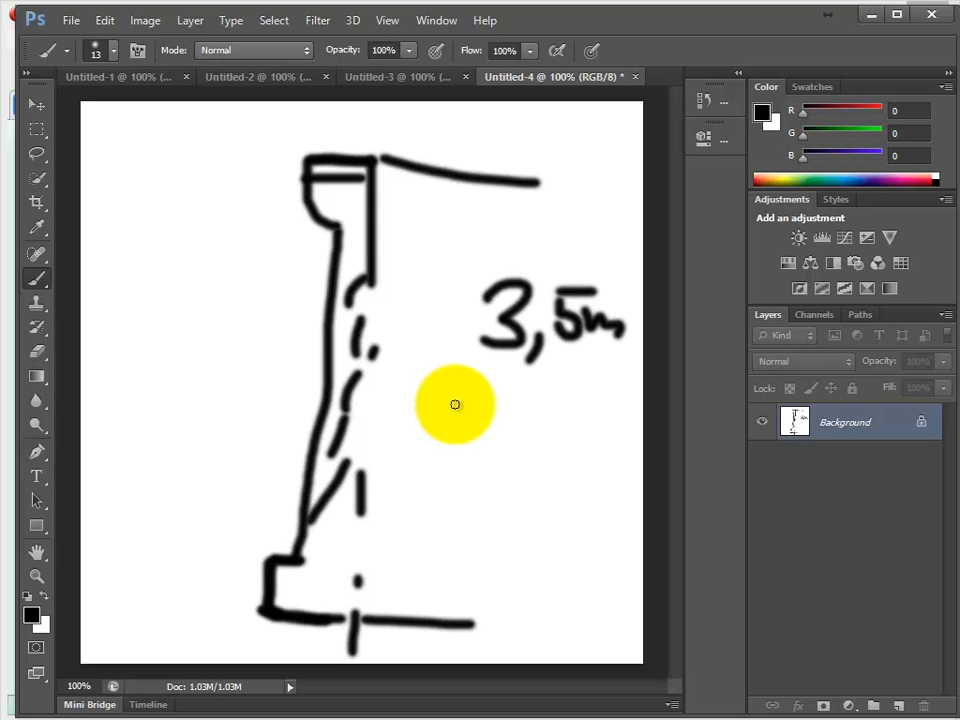 Ps File Edit Image Layer Type Select Filter 3D View Window Help
13 Mode: Normal Opacity: 100% Flow: 100%
Untitled-1 @ 100% (... × Untitled-2 @ 100% (... × Untitled-3 @ 100% (... × Untitled-4 @ 100% (RGB/8) * ×
Color Swatches
R 0
G 0
B 0
Adjustments Styles
Add an adjustment
3,5m
Layers Channels Paths
Kind
Normal Opacity: 100%
Lock: Fill: 100%
Background
100% Doc: 1.03M/1.03M
Mini Bridge Timeline